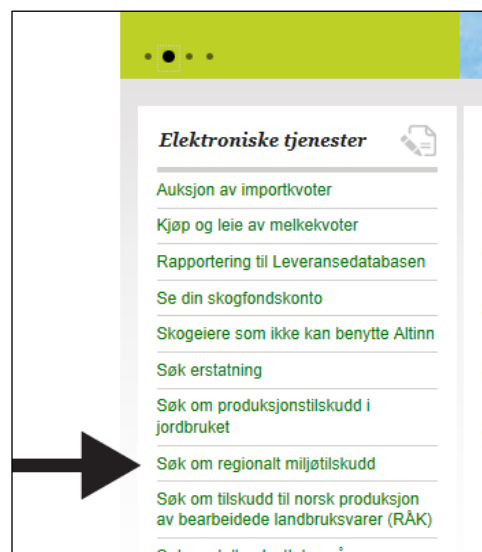 Elektroniske tjenester
Auksjon av importkvoter
Kjøp og leie av melkekvoter
Rapportering til Leveransedatabasen
Se din skogfondskonto
Skogeiere som ikke kan benytte Altinn
Søk erstatning
Søk om produksjonstilskudd i
jordbruket
Søk om regionalt miljøtilskudd
Søk om tilskudd til norsk produksjon
av bearbeidede landbruksvarer (RÅK)